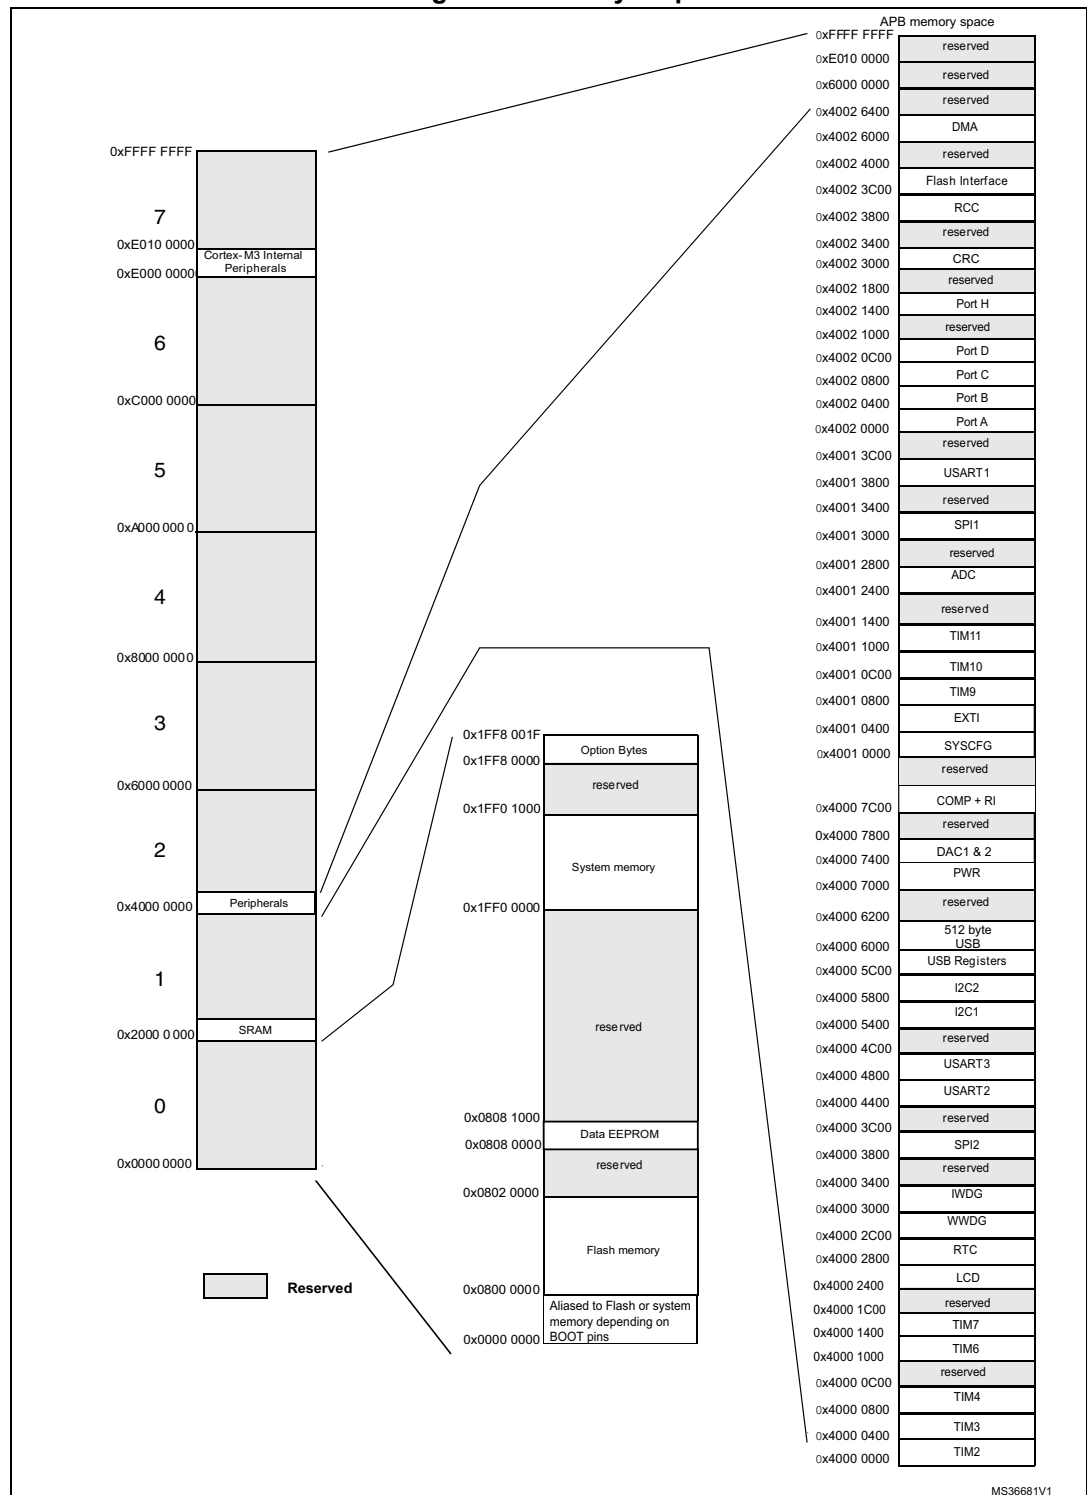 APB memory space
0xFFFF FFFF
reserved
0xE010 0000
reserved
0x6000 0000
reserved
0x4002 6400
DMA
0x4002 6000
reserved
0x4002 4000
Flash Interface
0x4002 3C00
RCC
0x4002 3800
reserved
0x4002 3400
CRC
0x4002 3000
reserved
0x4002 1800
Port H
0x4002 1400
reserved
0x4002 1000
Port D
0x4002 0C00
Port C
0x4002 0800
Port B
0x4002 0400
Port A
0x4002 0000
reserved
0x4001 3C00
USART1
0x4001 3800
reserved
0x4001 3400
SPI1
0x4001 3000
reserved
0x4001 2800
ADC
0x4001 2400
reserved
0x4001 1400
TIM11
0x4001 1000
TIM10
0x4001 0C00
TIM9
0x4001 0800
EXTI
0x4001 0400
SYSCFG
0x4001 0000
reserved
COMP + RI
0x4000 7C00
reserved
0x4000 7800
DAC1 & 2
0x4000 7400
PWR
0x4000 7000
reserved
0x4000 6200
512 byte
USB
0x4000 6000
USB Registers
0x4000 5C00
I2C2
0x4000 5800
I2C1
0x4000 5400
reserved
0x4000 4C00
USART3
0x4000 4800
USART2
0x4000 4400
reserved
0x4000 3C00
SPI2
0x4000 3800
reserved
0x4000 3400
IWDG
0x4000 3000
WWDG
0x4000 2C00
RTC
0x4000 2800
LCD
0x4000 2400
reserved
0x4000 1C00
TIM7
0x4000 1400
TIM6
0x4000 1000
reserved
0x4000 0C00
TIM4
0x4000 0800
TIM3
0x4000 0400
TIM2
0x4000 0000
0xFFFF FFFF
7
0xE010 0000
Cortex-M3 Internal
Peripherals
0xE000 0000
6
0xC000 0000
5
0xA000 0000
4
0x8000 0000
3
0x6000 0000
2
Peripherals
0x4000 0000
1
SRAM
0x2000 0000
0
0x0000 0000
Reserved
0x1FF8 001F
Option Bytes
0x1FF8 0000
reserved
0x1FF0 1000
System memory
0x1FF0 0000
reserved
0x0808 1000
Data EEPROM
0x0808 0000
reserved
0x0802 0000
Flash memory
0x0800 0000
Aliased to Flash or system
memory depending on
BOOT pins
0x0000 0000
MS36681V1